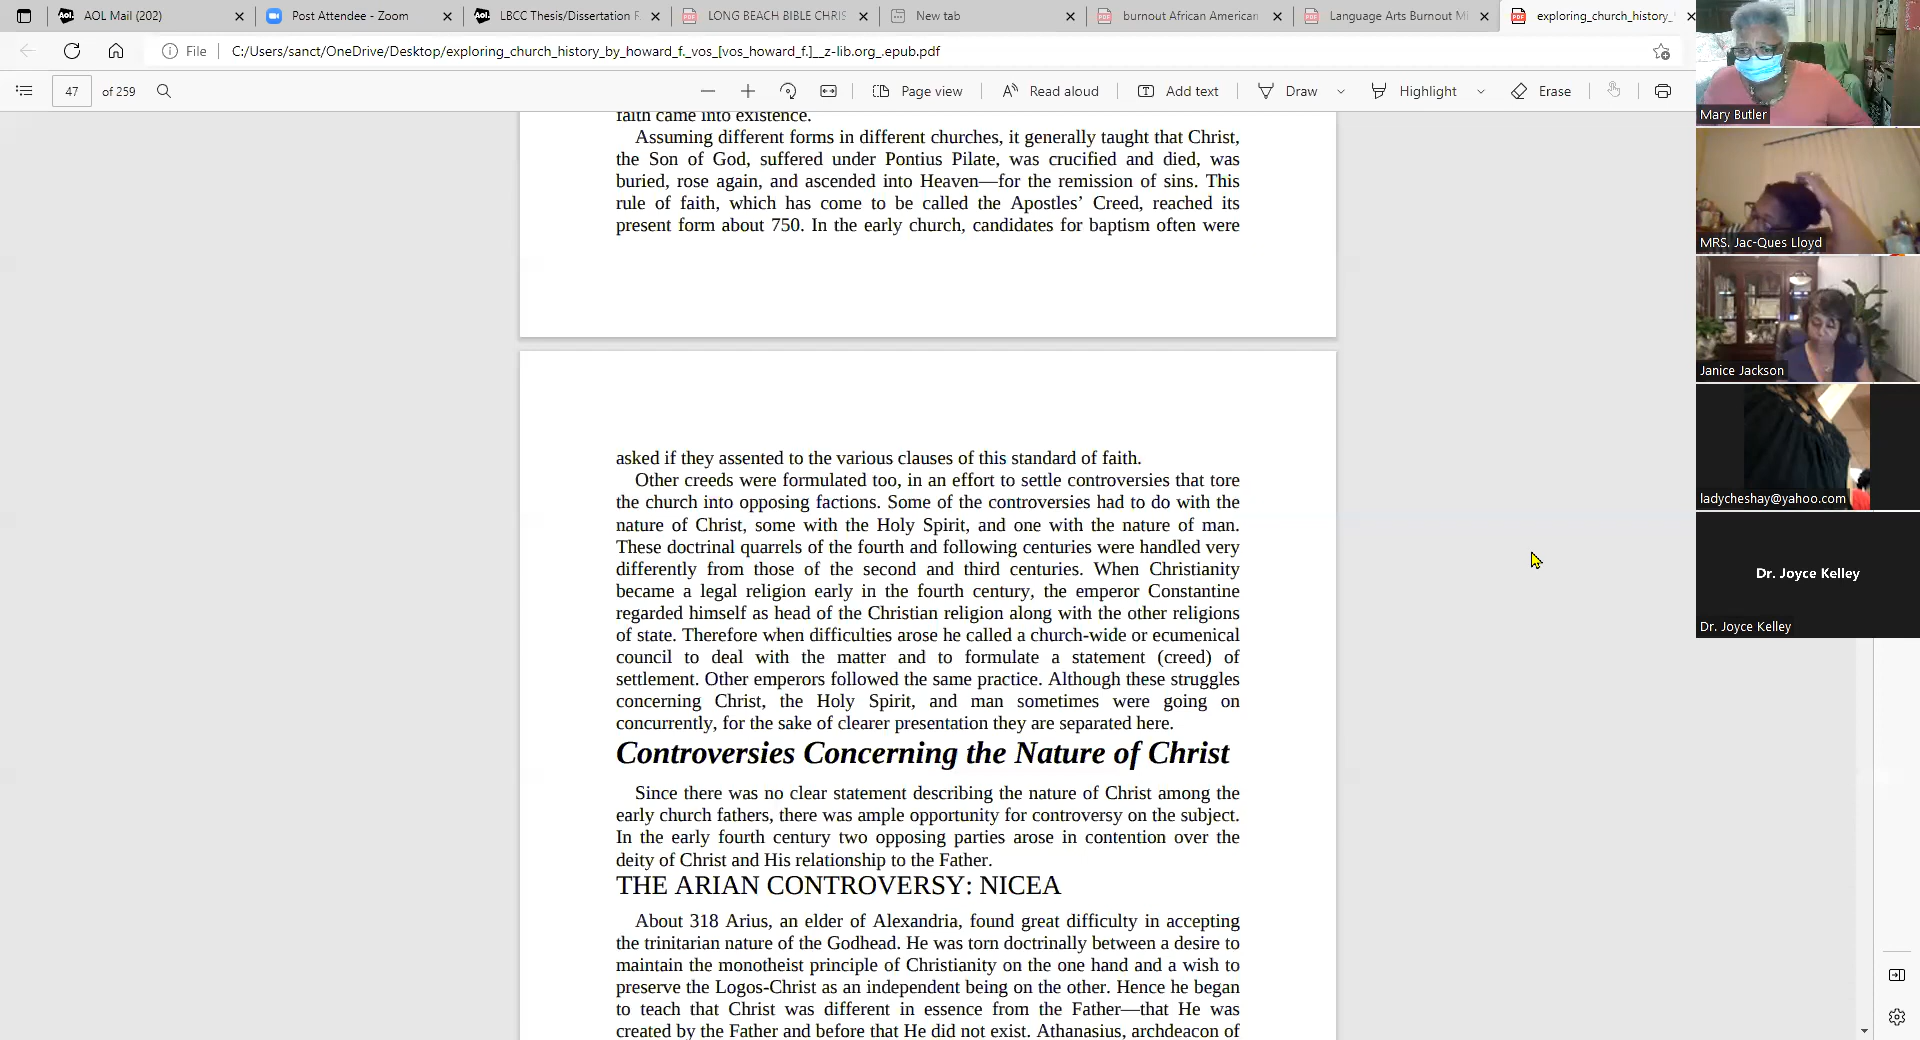 AOL Mail (202)
Post Attendee - Zoom
LBCC Thesis/Dissertation R
LONG BEACH BIBLE CHRIS
New tab
burnout African American
Language Arts Burnout MI
exploring_church_history_
File
C:/Users/sanct/OneDrive/Desktop/exploring_church_history_by_howard_f._vos_[vos_howard_f.]__z-lib.org_.epub.pdf
47 of 259
Page view
Read aloud
Add text
Draw
Highlight
Erase
faith came into existence.
Assuming different forms in different churches, it generally taught that Christ,
the Son of God, suffered under Pontius Pilate, was crucified and died, was
buried, rose again, and ascended into Heaven—for the remission of sins. This
rule of faith, which has come to be called the Apostles’ Creed, reached its
present form about 750. In the early church, candidates for baptism often were
asked if they assented to the various clauses of this standard of faith.
Other creeds were formulated too, in an effort to settle controversies that tore
the church into opposing factions. Some of the controversies had to do with the
nature of Christ, some with the Holy Spirit, and one with the nature of man.
These doctrinal quarrels of the fourth and following centuries were handled very
differently from those of the second and third centuries. When Christianity
became a legal religion early in the fourth century, the emperor Constantine
regarded himself as head of the Christian religion along with the other religions
of state. Therefore when difficulties arose he called a church-wide or ecumenical
council to deal with the matter and to formulate a statement (creed) of
settlement. Other emperors followed the same practice. Although these struggles
concerning Christ, the Holy Spirit, and man sometimes were going on
concurrently, for the sake of clearer presentation they are separated here.
Controversies Concerning the Nature of Christ
Since there was no clear statement describing the nature of Christ among the
early church fathers, there was ample opportunity for controversy on the subject.
In the early fourth century two opposing parties arose in contention over the
deity of Christ and His relationship to the Father.
THE ARIAN CONTROVERSY: NICEA
About 318 Arius, an elder of Alexandria, found great difficulty in accepting
the trinitarian nature of the Godhead. He was torn doctrinally between a desire to
maintain the monotheist principle of Christianity on the one hand and a wish to
preserve the Logos-Christ as an independent being on the other. Hence he began
to teach that Christ was different in essence from the Father—that He was
created by the Father and before that He did not exist. Athanasius, archdeacon of
Mary Butler
MRS. Jac-Ques Lloyd
Janice Jackson
ladycheshay@yahoo.com
Dr. Joyce Kelley
Dr. Joyce Kelley